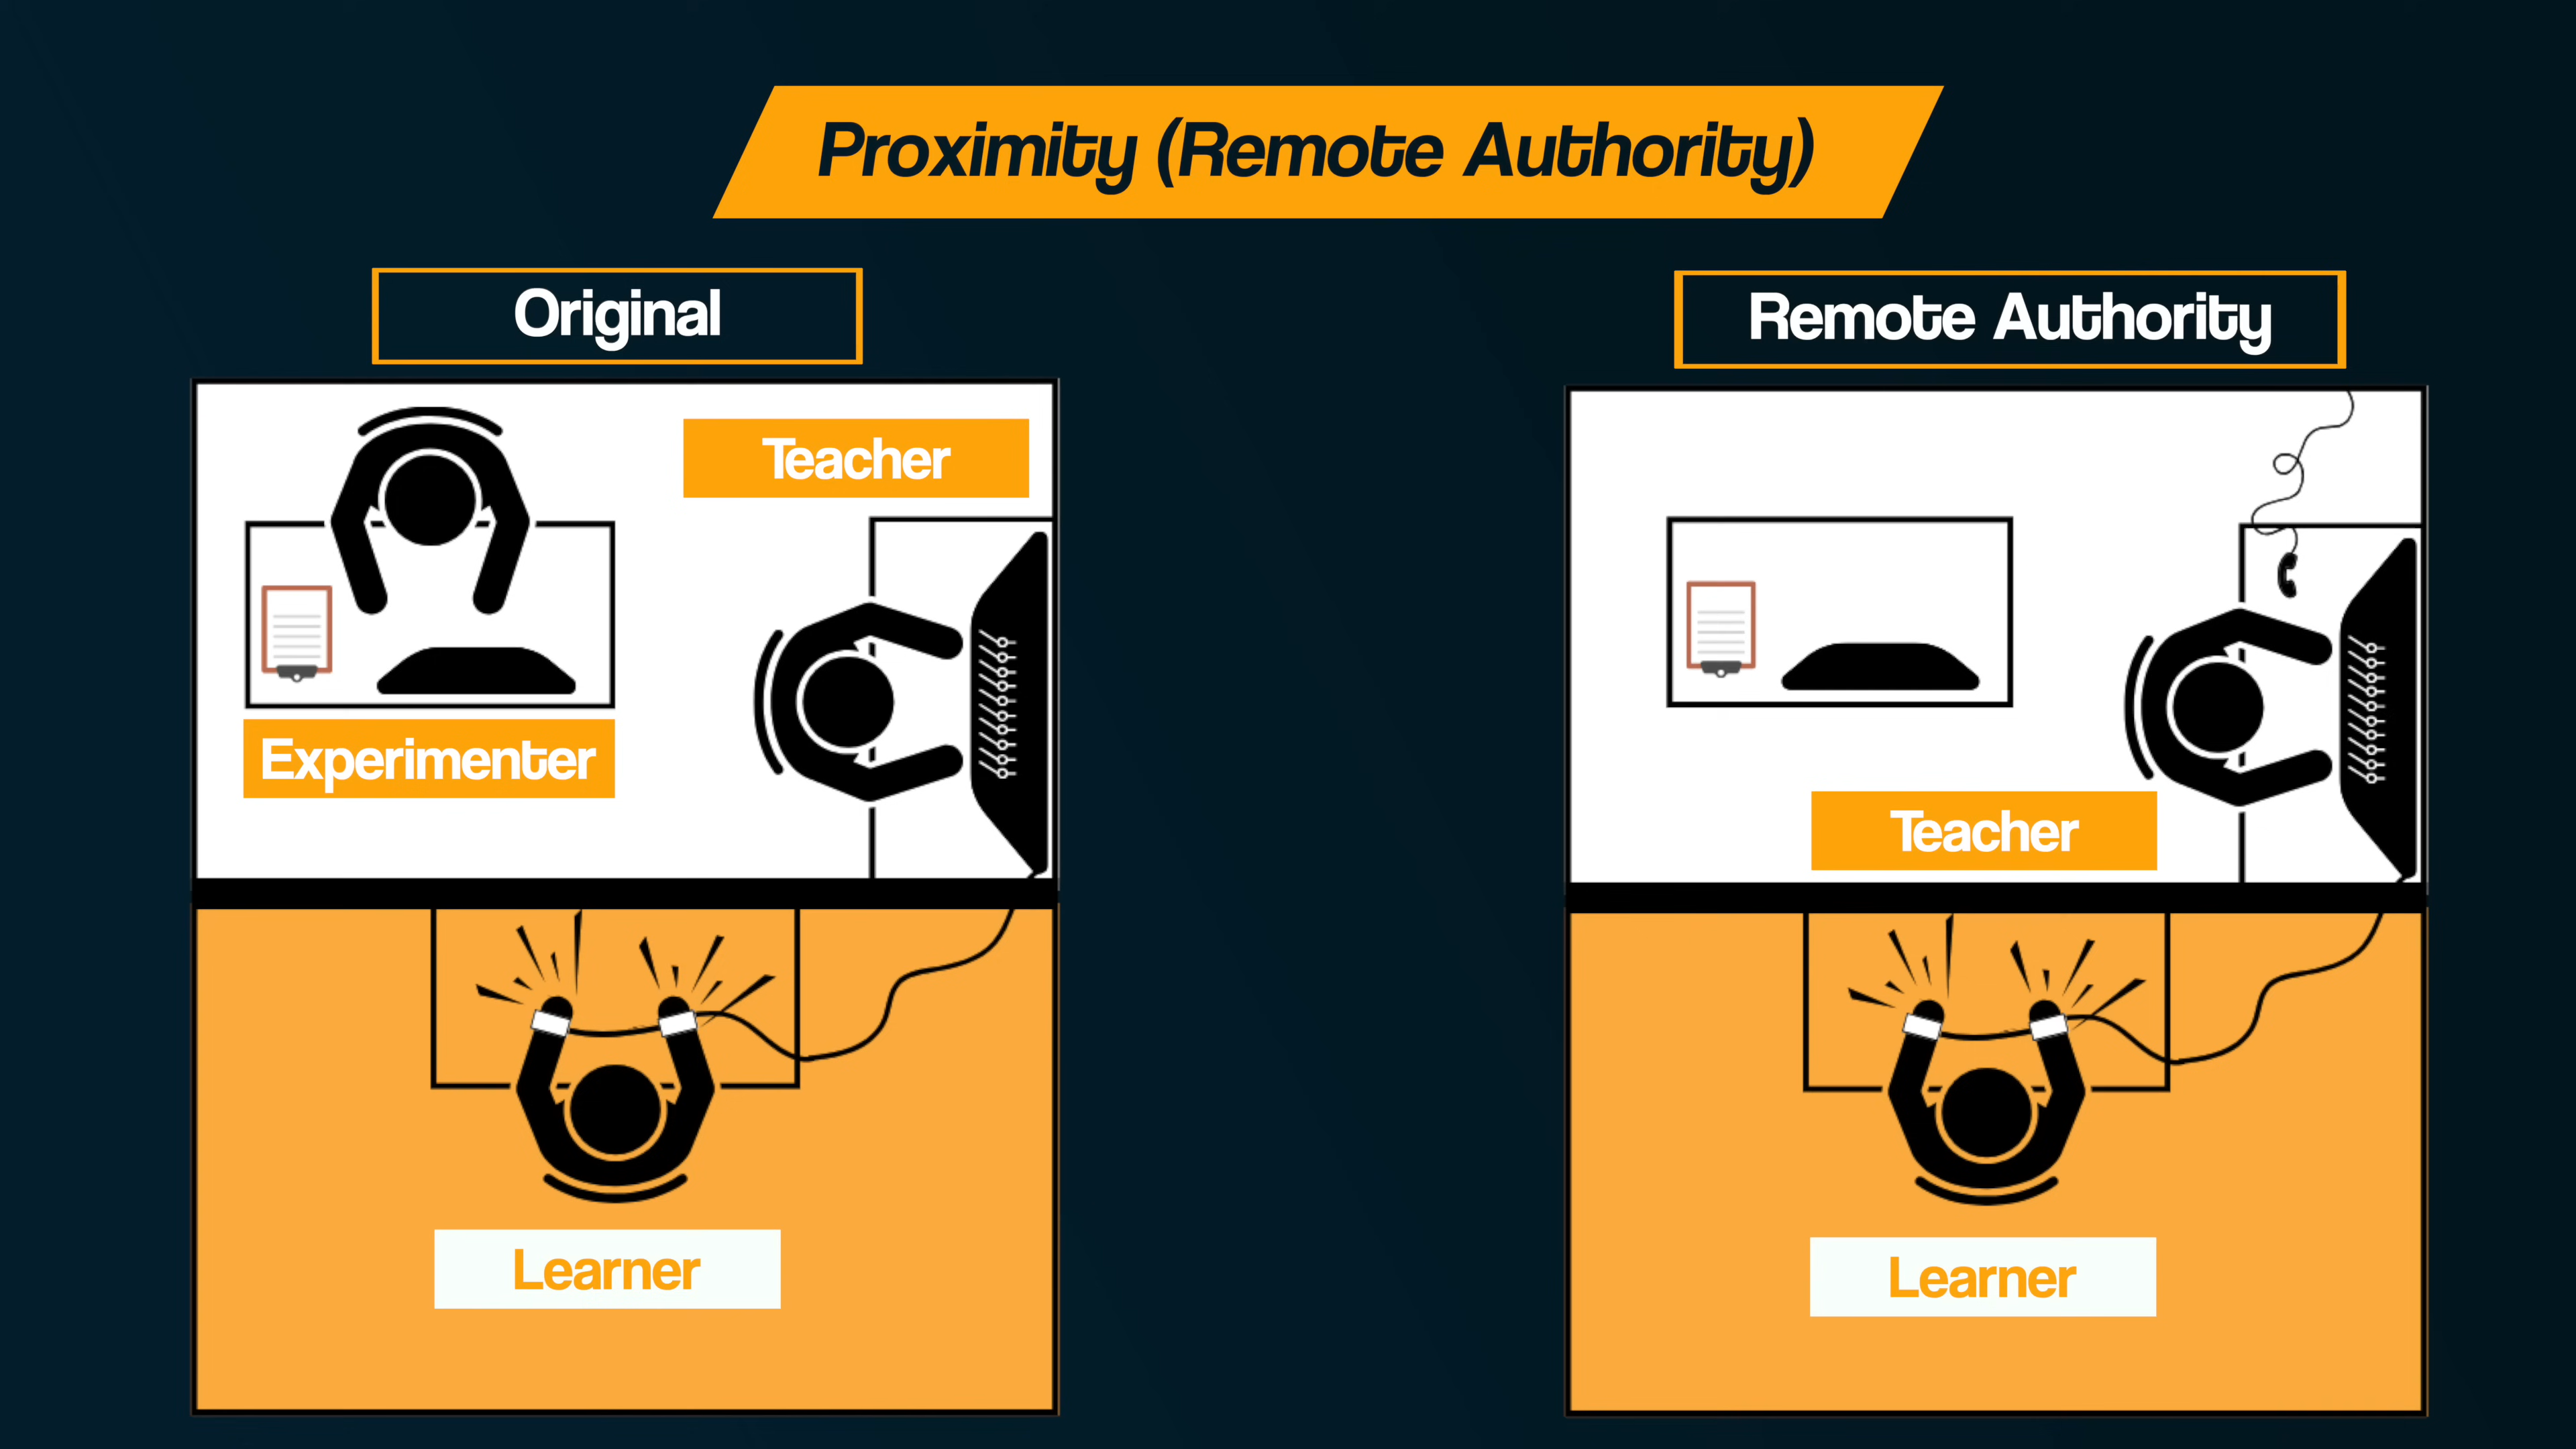 Proximity (Remote Authority)
Original
Teacher
Experimenter
Learner
Remote Authority
Teacher
Learner